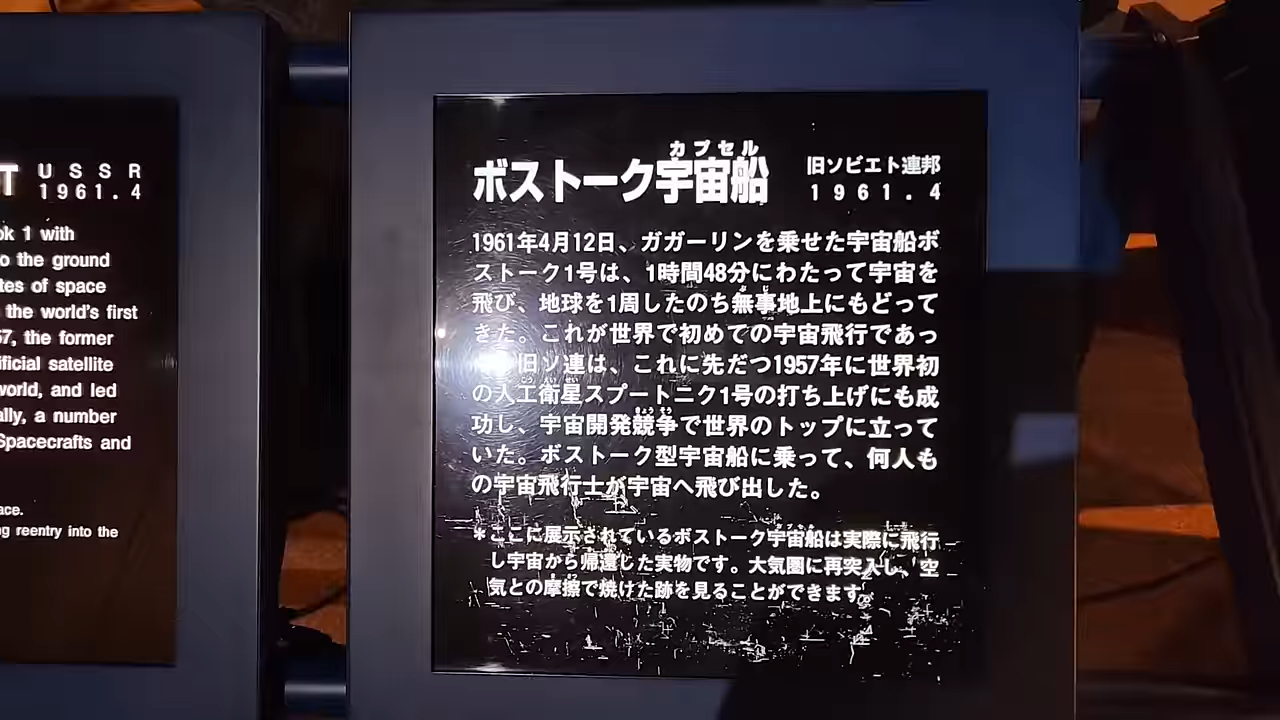 T USSR
1961.4
ok 1 with
o the ground
tes of space
the world's first
57, the former
ificial satellite
world, and led
ally, a number
Spacecrafts and
ace.
ng reentry into the
カプセル
ボストーク宇宙船 旧ソビエト連邦
1961.4
1961年4月12日、ガガーリンを乗せた宇宙船ボ
ストーク1号は、1時間48分にわたって宇宙を
飛び、地球を1周したのち無事地上にもどって
きた。これが世界で初めての宇宙飛行であっ
旧ソ連は、これに先だつ1957年に世界初
の人工衛星スプートニク1号の打ち上げにも成
功し、宇宙開発競争で世界のトップに立って
いた。ボストーク型宇宙船に乗って、何人も
の宇宙飛行士が宇宙へ飛び出した。
*ここに展示されているボストーク宇宙船は実際に飛行
し宇宙から帰還した実物です。大気圏に再突入し、空
気との摩擦で焼けた跡を見ることができます。